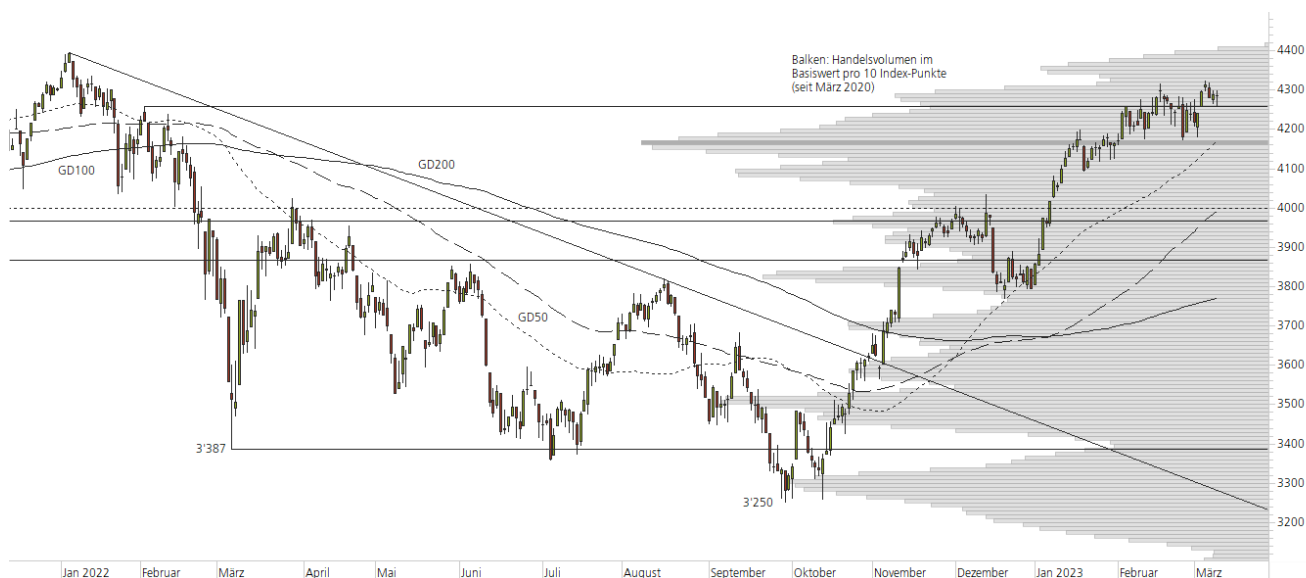 Balken: Handelsvolumen im
Basiswert pro 10 Index-Punkte
(seit März 2020)
GD100
GD200
GD50
3'387
3'250
4400
4300
4200
4100
4000
3900
3800
3700
3600
3500
3400
3300
3200
Jan 2022 Februar März April Mai Juni Juli August September Oktober November Dezember Jan 2023 Februar März